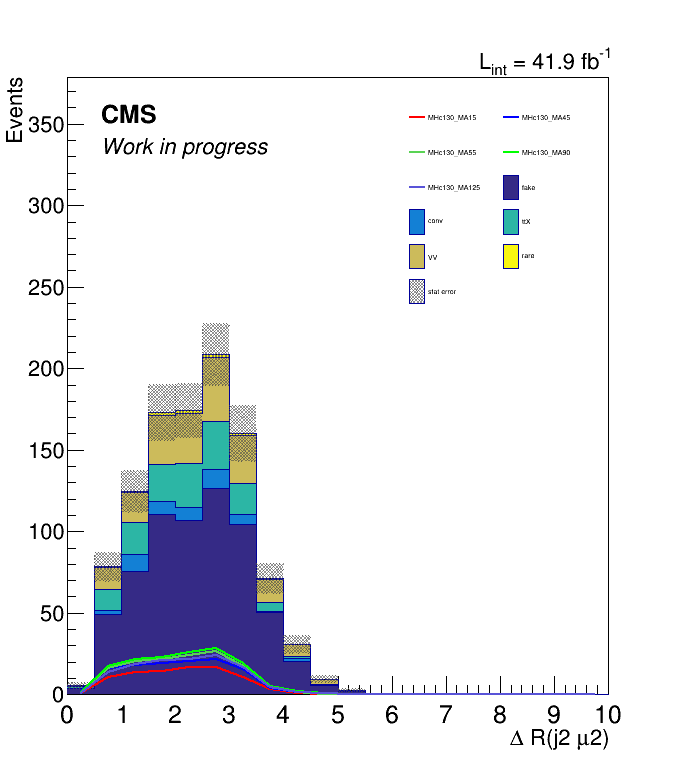 L_int = 41.9 fb^-1
Events
CMS
Work in progress
MHc130_MA15 MHc130_MA45
MHc130_MA55 MHc130_MA90
MHc130_MA125 fake
conv ttX
VV rare
stat error
350
300
250
200
150
100
50
0
0 1 2 3 4 5 6 7 8 9 10
Δ R(j2 μ2)